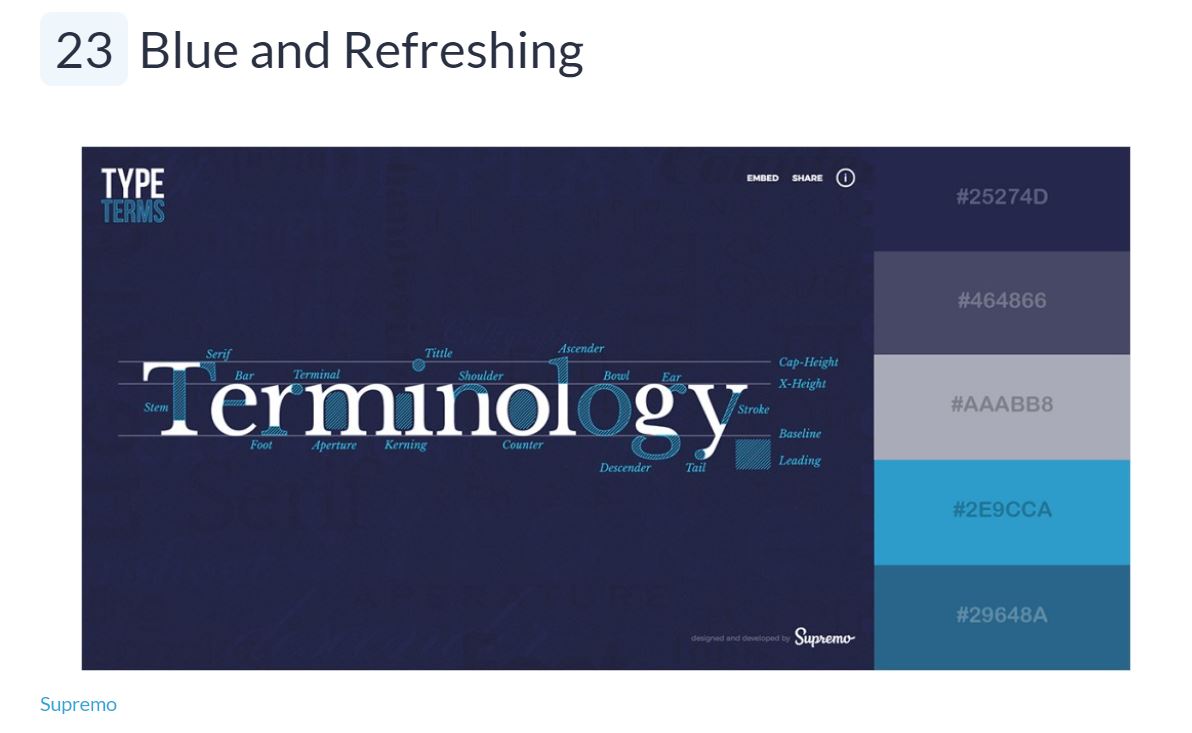 23 Blue and Refreshing
TYPE
TERMS
EMBED SHARE i
#25274D
#464866
#AAABB8
#2E9CCA
#29648A
Serif
Tittle
Ascender
Cap-Height
Bar
Terminal
Shoulder
Bowl
Ear
X-Height
Terminology
Stem
Stroke
Foot
Aperture
Kerning
Counter
Baseline
Descender
Tail
Leading
designed and developed by Supremo
Supremo